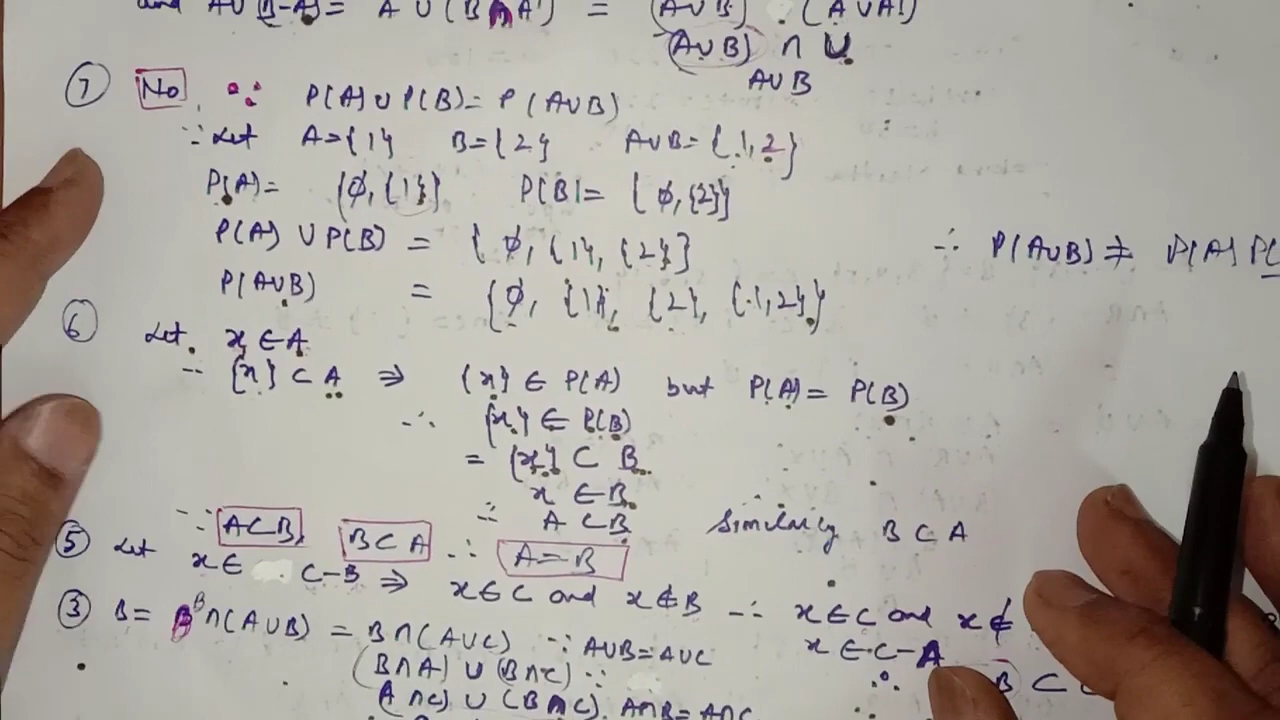 and A∪(B-A) = A ∪ (B∩A') = (A∪B) . (A∪A')
(A∪B) ∩ U
A∪B
⑦ No. ∵ P(A)∪P(B) = P(A∪B)
∵ Let A={1} B={2} A∪B={1,2}
P(A)= {ϕ,{1}} P(B)= {ϕ,{2}}
P(A) ∪ P(B) = {ϕ, {1}, {2}} ∴ P(A∪B) ≠ P(A) P(
P(A∪B) = {ϕ, {1}, {2}, {1,2}}
⑥ Let x ∈ A
∴ {x} ⊂ A ⇒ {x} ∈ P(A) but P(A) = P(B)
∴ {x} ∈ P(B)
= {x} ⊂ B
x ∈ B
∴ A ⊂ B Similarly B ⊂ A
∵ A⊂B, B⊂A ∴ A=B
⑤ Let x ∈ C-B ⇒ x∈C and x∉B ∴ x∈C and x∉
x∈C-A
③ B = B∩(A∪B) = B∩(A∪C) ∵ A∪B=A∪C
∴ B ⊂
(B∩A) ∪ (B∩C) ∵
(A∩C) ∪ (B∩C). A∩B=A∩C